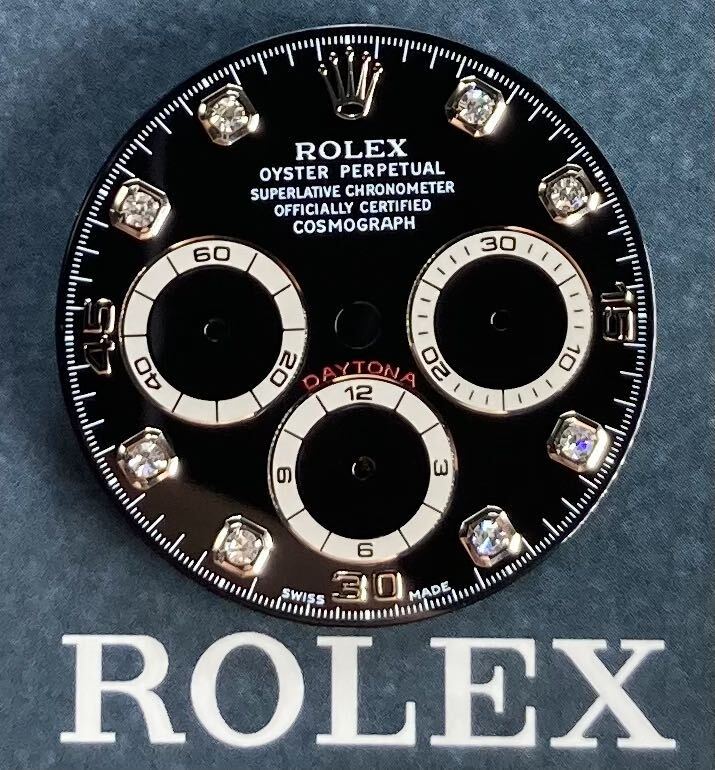 ROLEX
OYSTER PERPETUAL
SUPERLATIVE CHRONOMETER
OFFICIALLY CERTIFIED
COSMOGRAPH
60
20
40
30
10
20
45
15
DAYTONA
12
3
6
9
SWISS 30 MADE
ROLEX